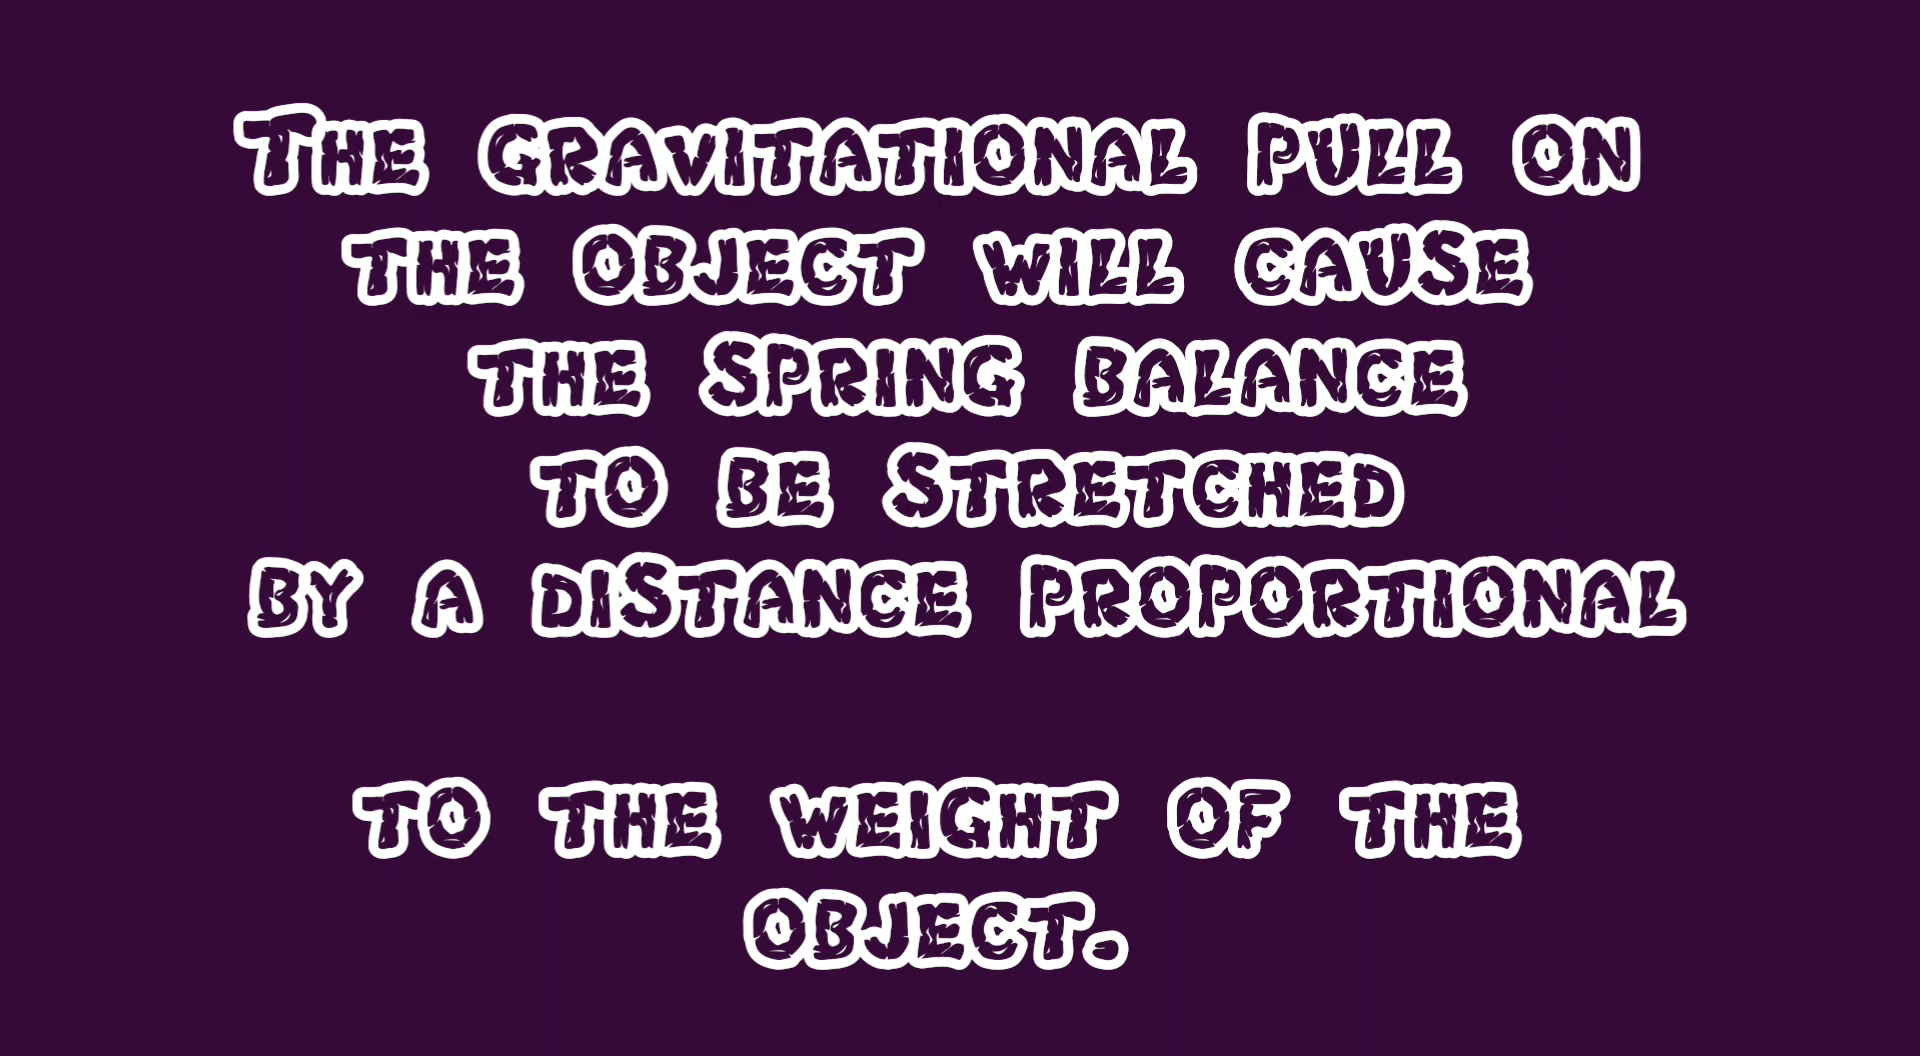 The gravitational pull on
the object will cause
the Spring balance
to be Stretched
by a diStance proportional
to the weight of the
object.